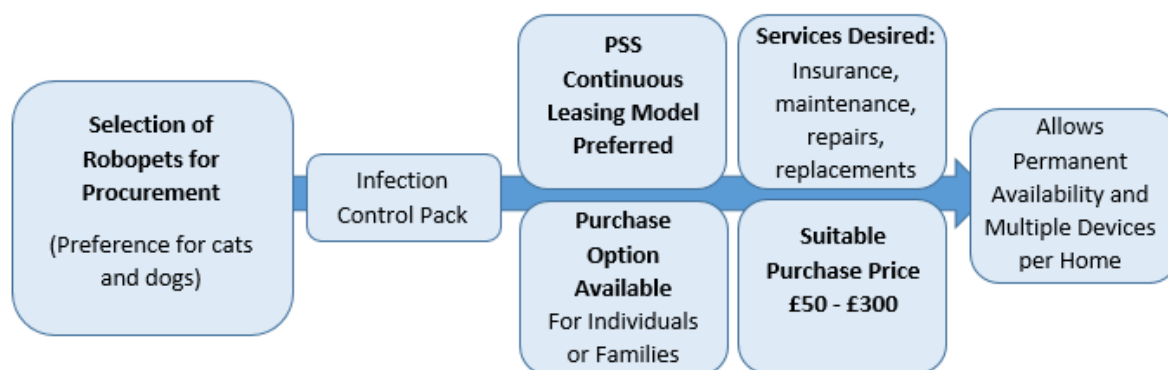 Selection of
Robopets for
Procurement
(Preference for cats
and dogs)
Infection
Control Pack
PSS
Continuous
Leasing Model
Preferred
Purchase
Option
Available
For Individuals
or Families
Services Desired:
Insurance,
maintenance,
repairs,
replacements
Suitable
Purchase Price
£50 - £300
Allows
Permanent
Availability and
Multiple Devices
per Home